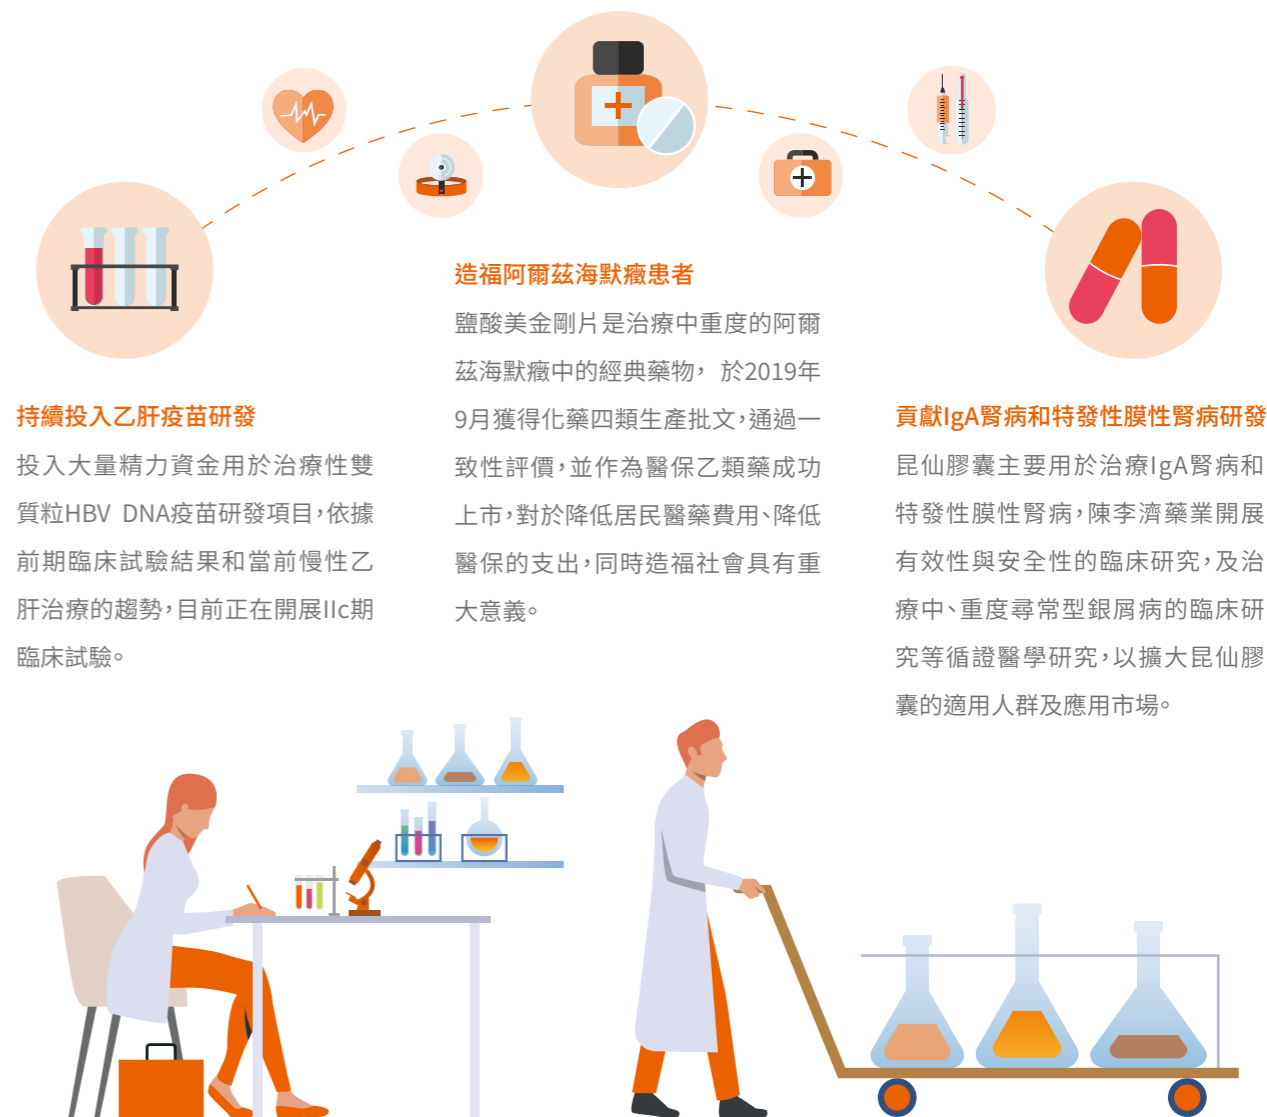 持續投入乙肝疫苗研發
投入大量精力資金用於治療性雙
質粒HBV DNA疫苗研發項目，依據
前期臨床試驗結果和當前慢性乙
肝治療的趨勢，目前正在開展IIc期
臨床試驗。
造福阿爾茲海默癥患者
鹽酸美金剛片是治療中重度的阿爾
茲海默癥中的經典藥物， 於2019年
9月獲得化藥四類生產批文，通過一
致性評價，並作為醫保乙類藥成功
上市，對於降低居民醫藥費用、降低
醫保的支出，同時造福社會具有重
大意義。
貢獻IgA腎病和特發性膜性腎病研發
昆仙膠囊主要用於治療IgA腎病和
特發性膜性腎病，陳李濟藥業開展
有效性與安全性的臨床研究，及治
療中、重度尋常型銀屑病的臨床研
究等循證醫學研究，以擴大昆仙膠
囊的適用人群及應用市場。